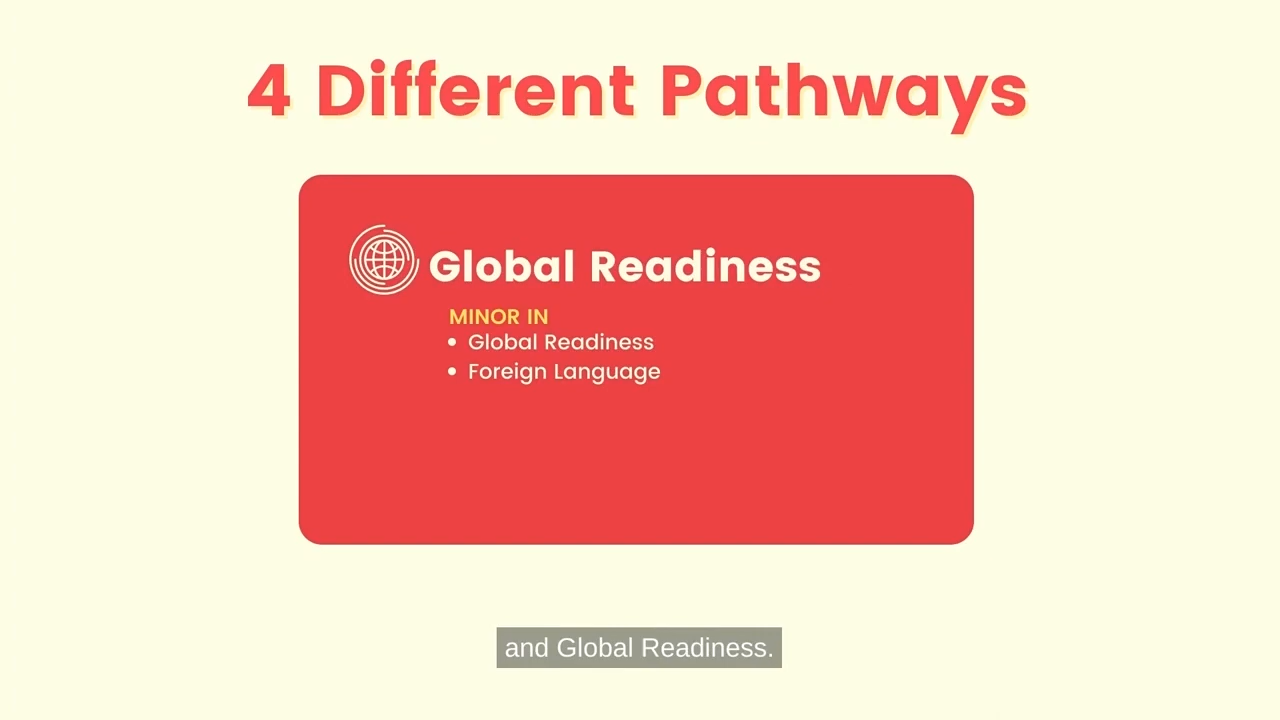 4 Different Pathways
Global Readiness
MINOR IN
• Global Readiness
• Foreign Language
and Global Readiness.